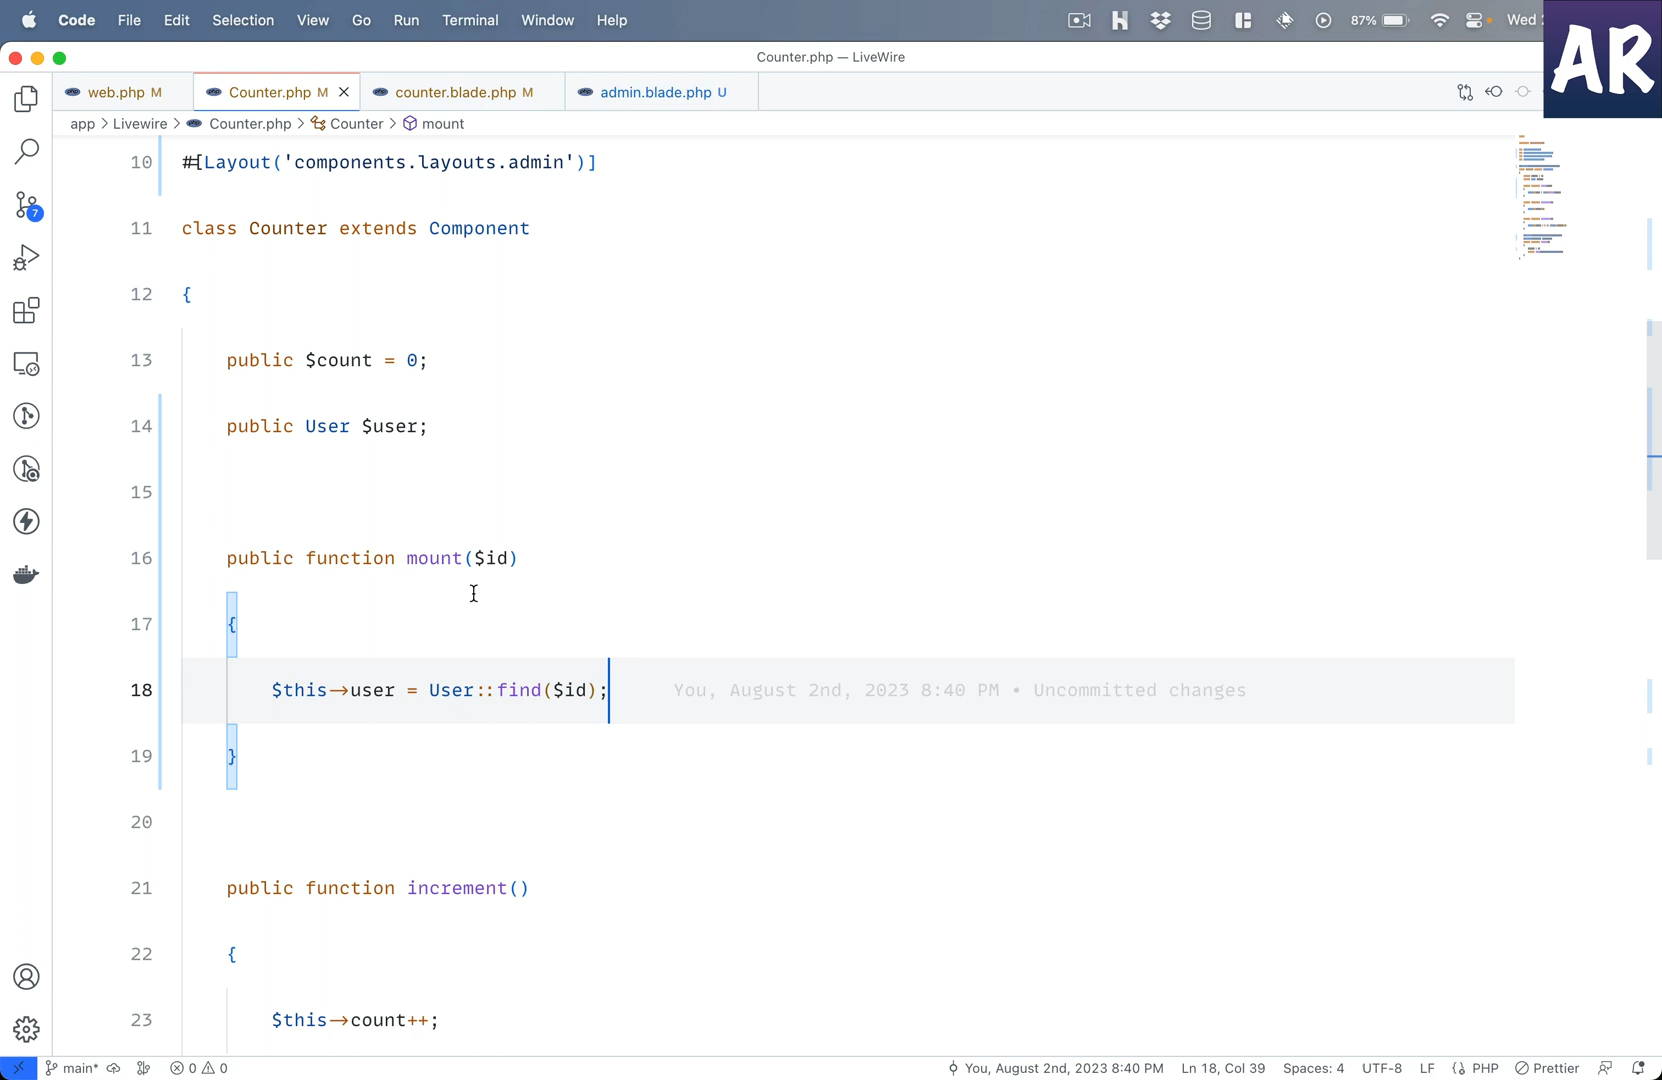 Code File Edit Selection View Go Run Terminal Window Help 87% Wed
AR
Counter.php — LiveWire
web.php M Counter.php M counter.blade.php M admin.blade.php U
app > Livewire > Counter.php > Counter > mount
10 #[Layout('components.layouts.admin')]
11 class Counter extends Component
12 {
13 public $count = 0;
14 public User $user;
15
16 public function mount($id)
17 {
18 $this->user = User::find($id); You, August 2nd, 2023 8:40 PM • Uncommitted changes
19 }
20
21 public function increment()
22 {
23 $this->count++;
7
main* 0 0 You, August 2nd, 2023 8:40 PM Ln 18, Col 39 Spaces: 4 UTF-8 LF {} PHP Prettier